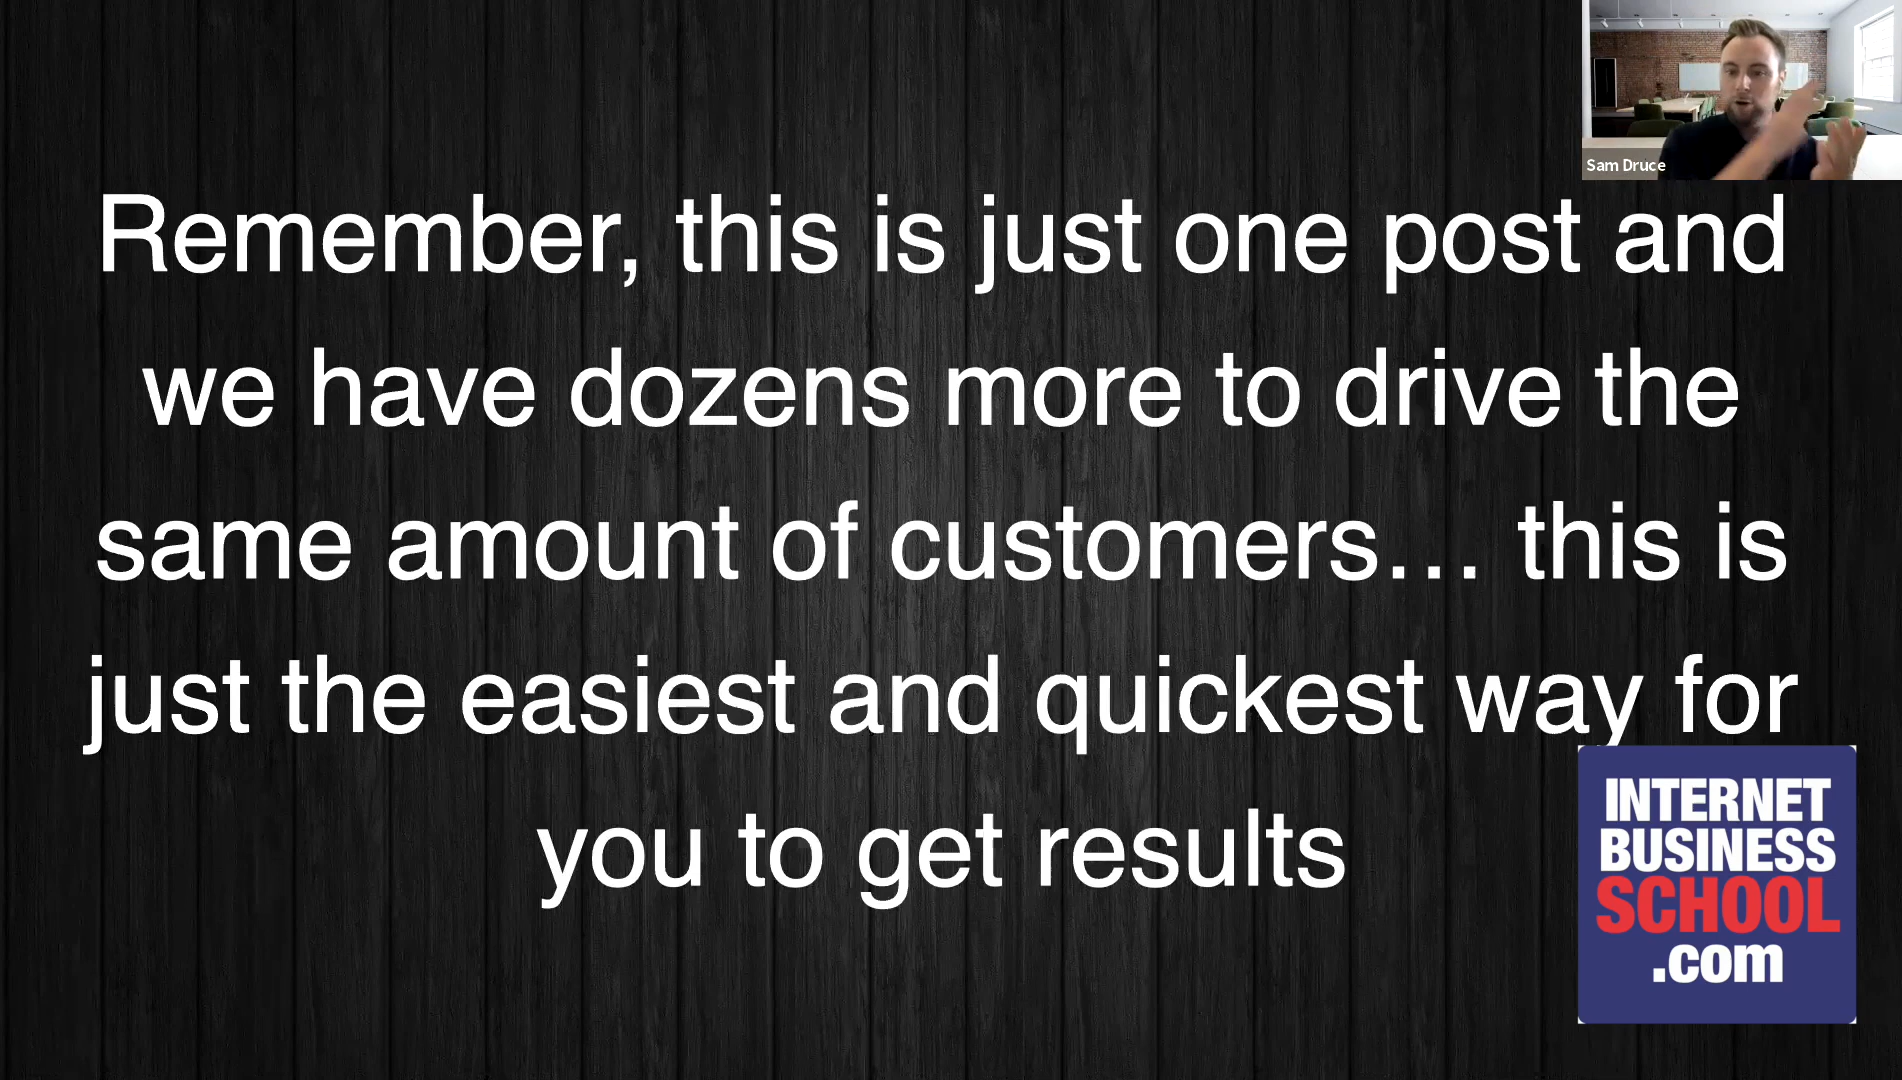 Sam Druce
Remember, this is just one post and
we have dozens more to drive the
same amount of customers... this is
just the easiest and quickest way for
you to get results
INTERNET
BUSINESS
SCHOOL
.com